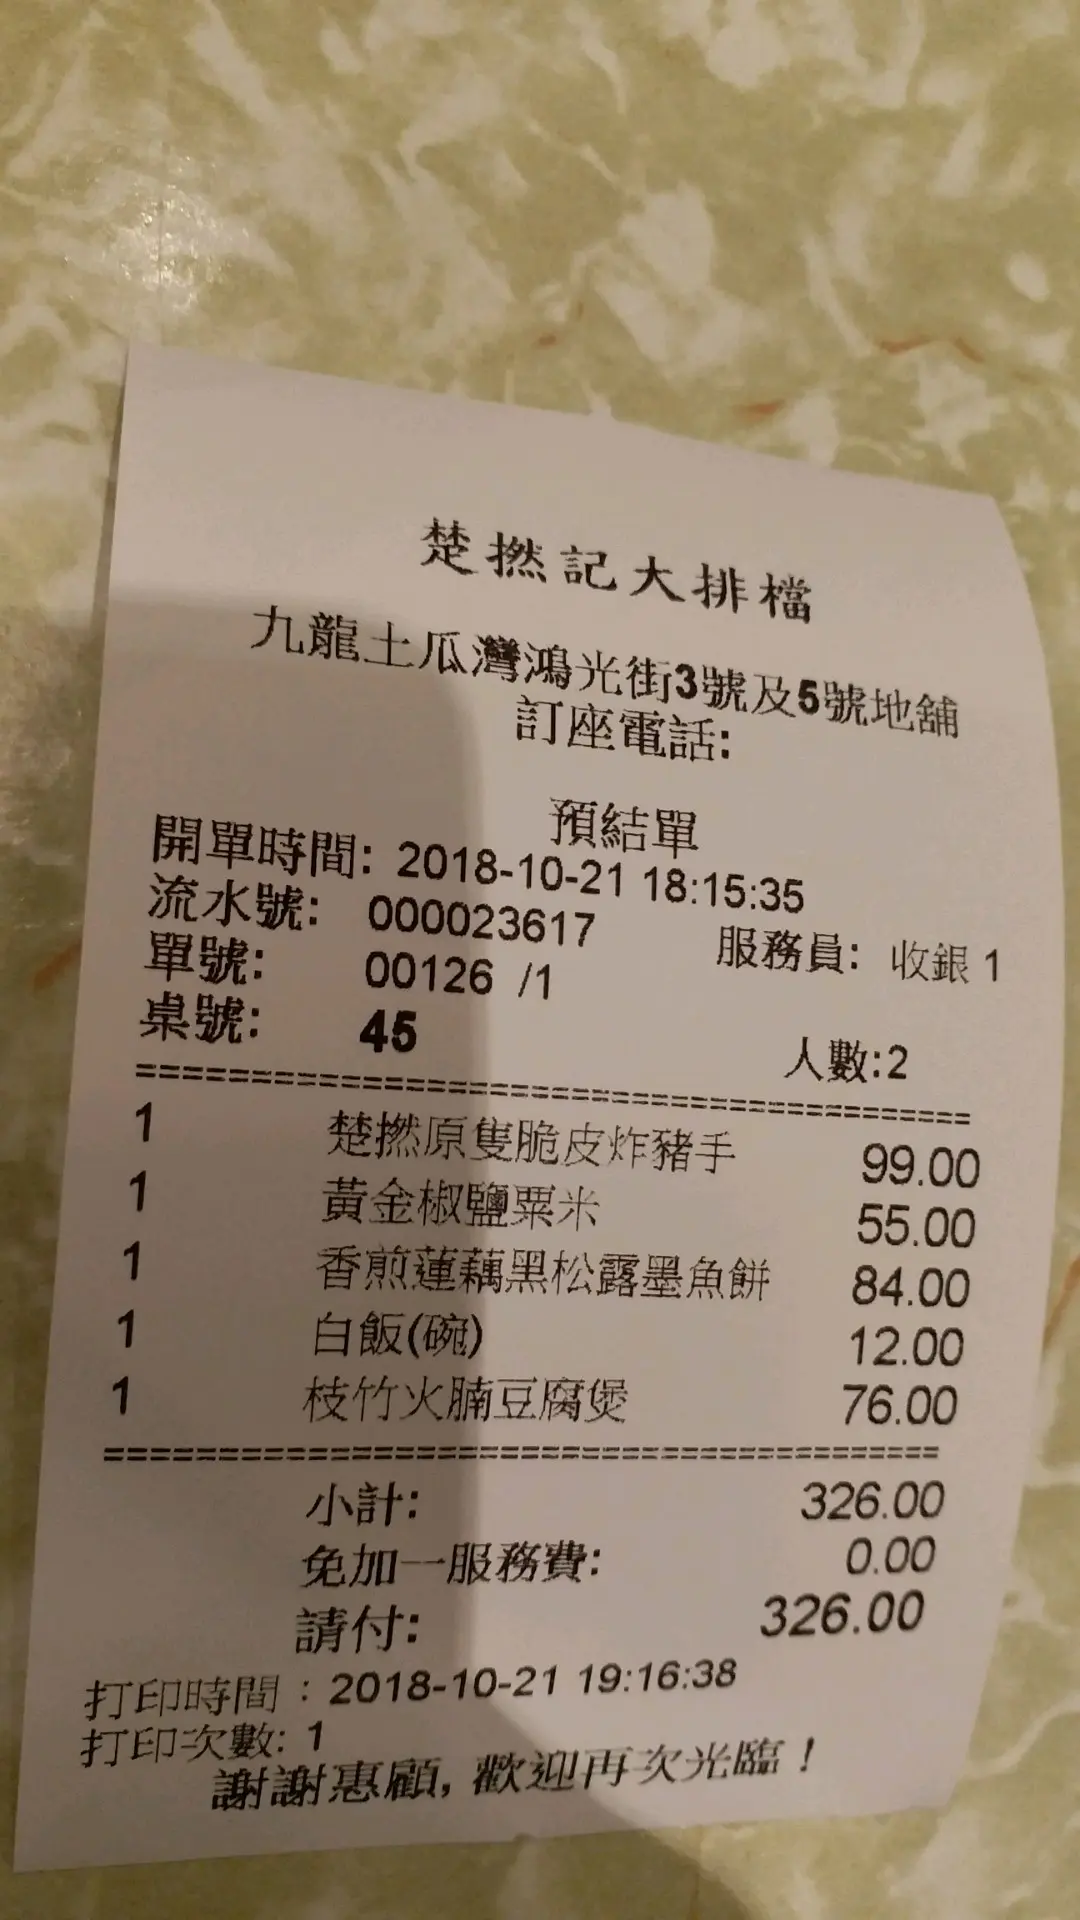 楚撚記大排檔
九龍土瓜灣鴻光街3號及5號地舖
訂座電話:
預結單
開單時間: 2018-10-21 18:15:35
流水號: 000023617 服務員: 收銀 1
單號: 00126 /1
桌號: 45 人數:2
1 楚撚原隻脆皮炸豬手 99.00
1 黃金椒鹽粟米 55.00
1 香煎蓮藕黑松露墨魚餅 84.00
1 白飯(碗) 12.00
1 枝竹火腩豆腐煲 76.00
小計: 326.00
免加一服務費: 0.00
請付: 326.00
打印時間 : 2018-10-21 19:16:38
打印次數: 1
謝謝惠顧, 歡迎再次光臨 !